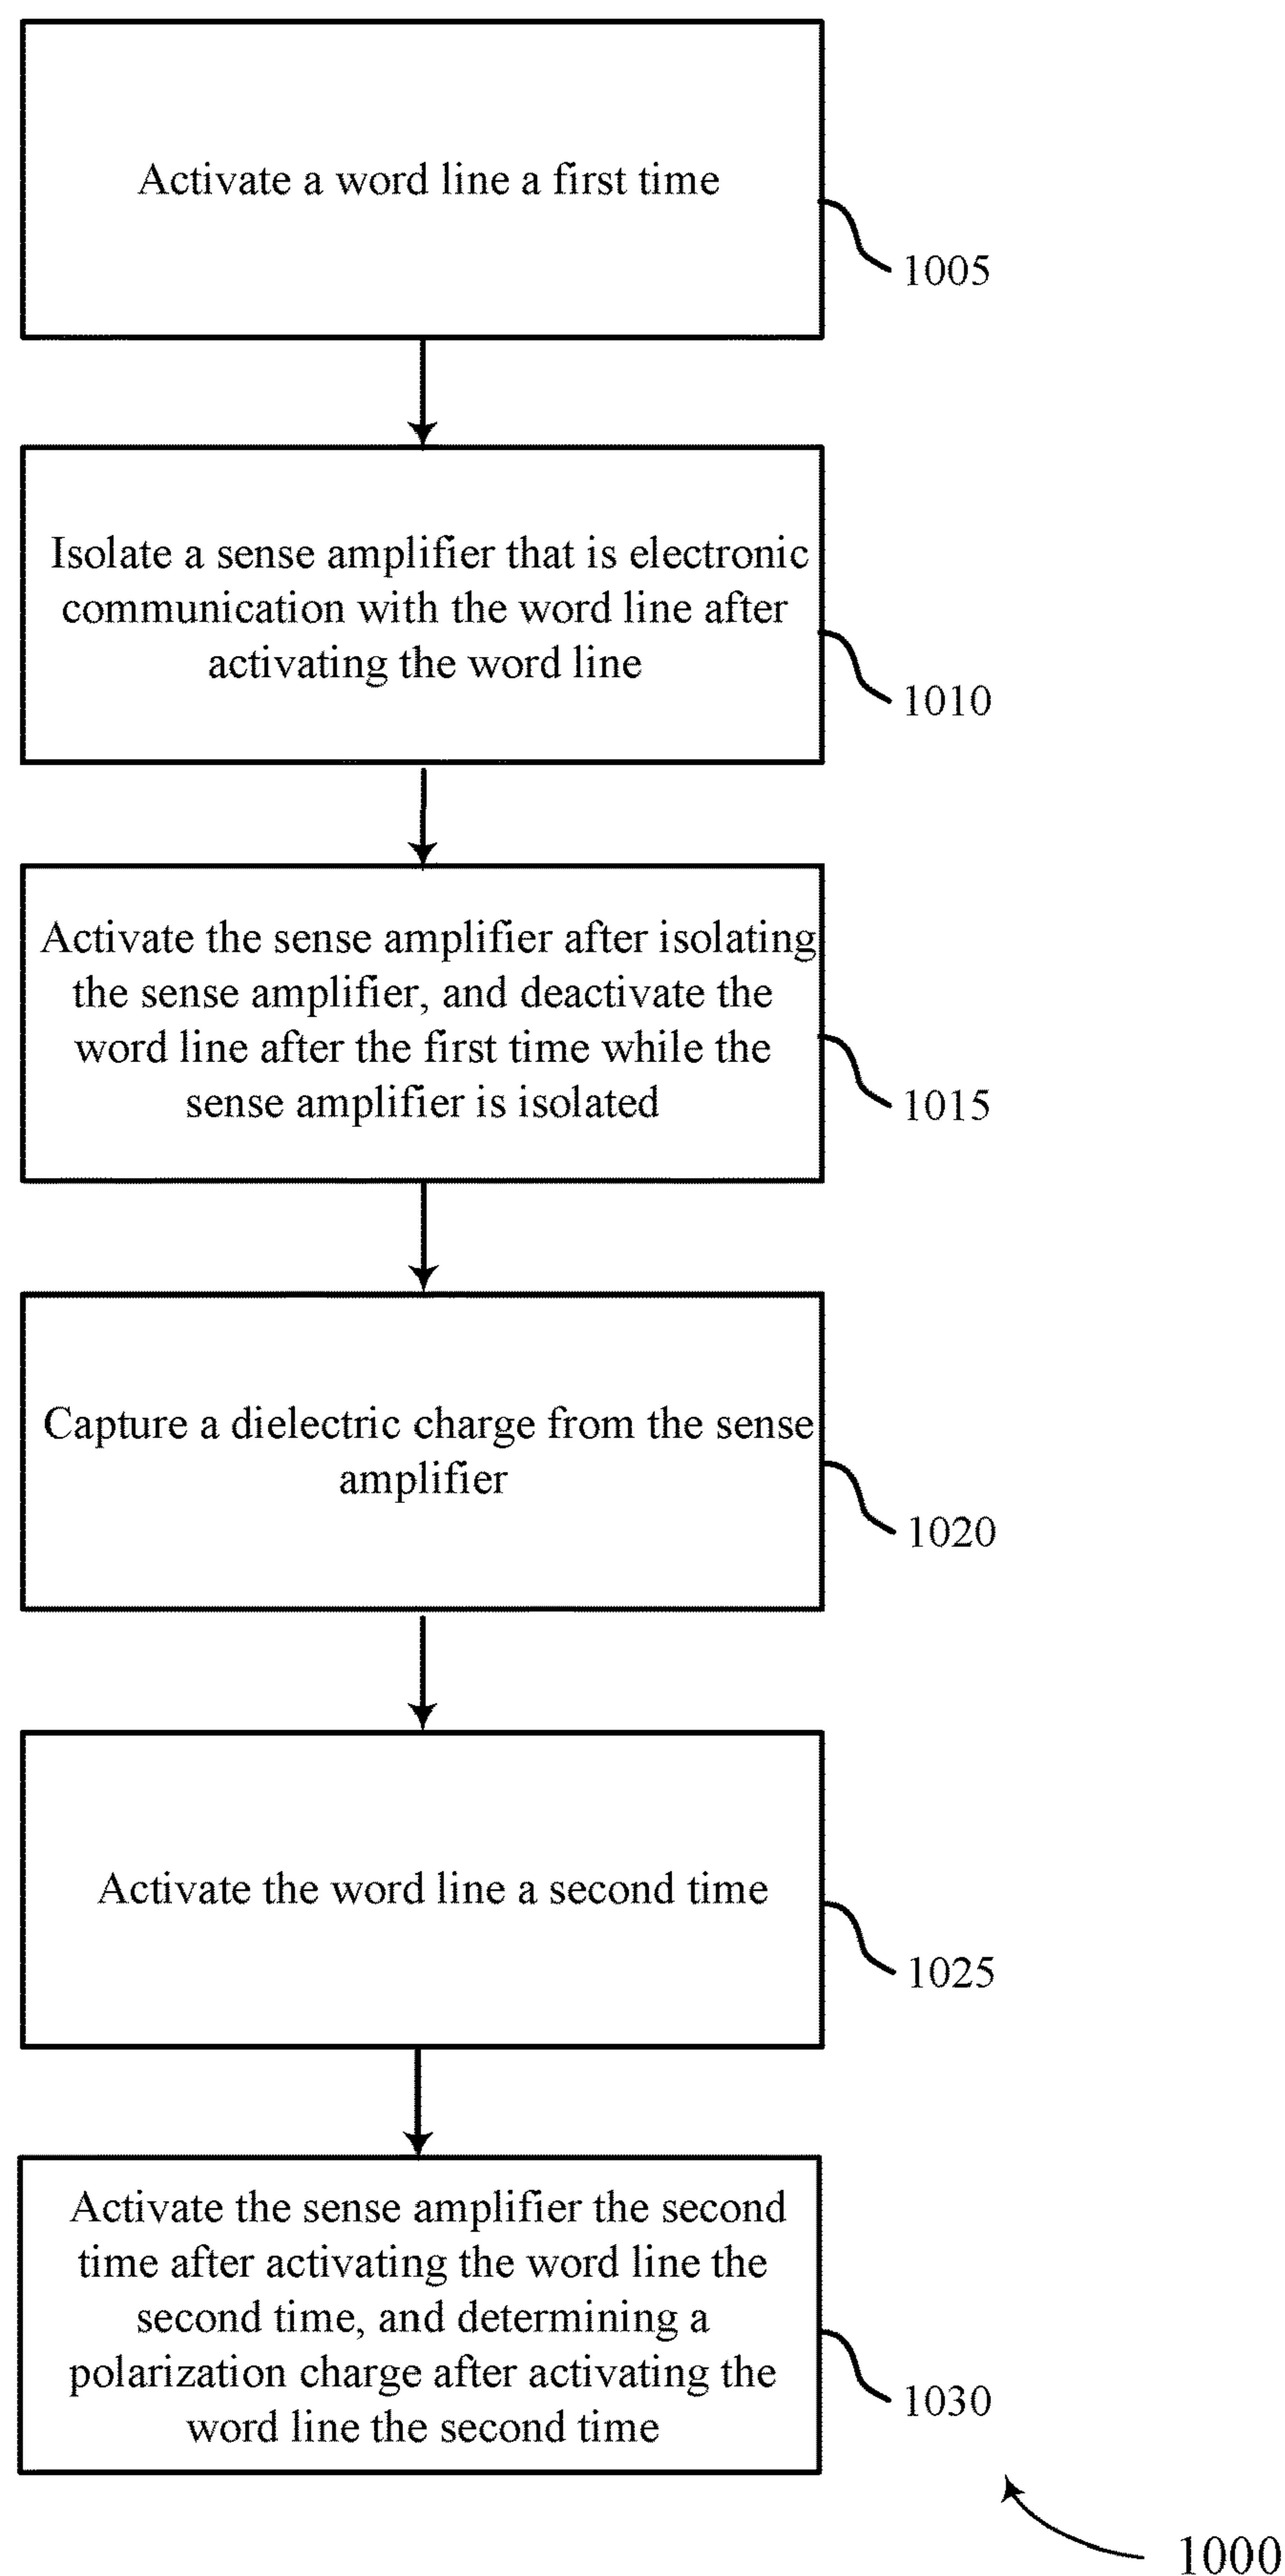 Activate a word line a first time
1005
Isolate a sense amplifier that is electronic
communication with the word line after
activating the word line
1010
Activate the sense amplifier after isolating
the sense amplifier, and deactivate the
word line after the first time while the
sense amplifier is isolated
1015
Capture a dielectric charge from the sense
amplifier
1020
Activate the word line a second time
1025
Activate the sense amplifier the second
time after activating the word line the
second time, and determining a
polarization charge after activating the
word line the second time
1030
1000